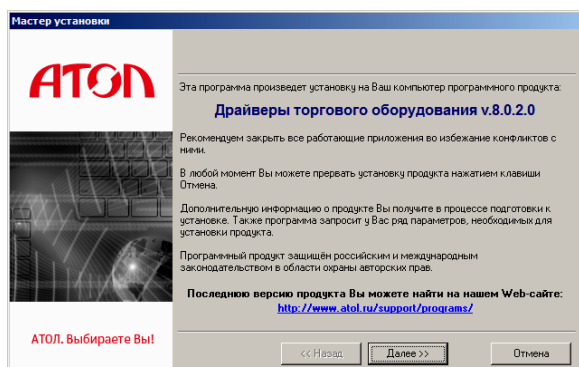 Мастер установки
АТОЛ
Эта программа произведет установку на Ваш компьютер программного продукта:
Драйверы торгового оборудования v.8.0.2.0
Рекомендуем закрыть все работающие приложения во избежание конфликтов с
ними.
В любой момент Вы можете прервать установку продукта нажатием клавиши
Отмена.
Дополнительную информацию о продукте Вы получите в процессе подготовки к
установке. Также программа запросит у Вас ряд параметров, необходимых для
установки продукта.
Программный продукт защищён российским и международным
законодательством в области охраны авторских прав.
Последнюю версию продукта Вы можете найти на нашем Web-сайте:
http://www.atol.ru/support/programs/
АТОЛ. Выбираете Вы!
<< Назад
Далее >>
Отмена